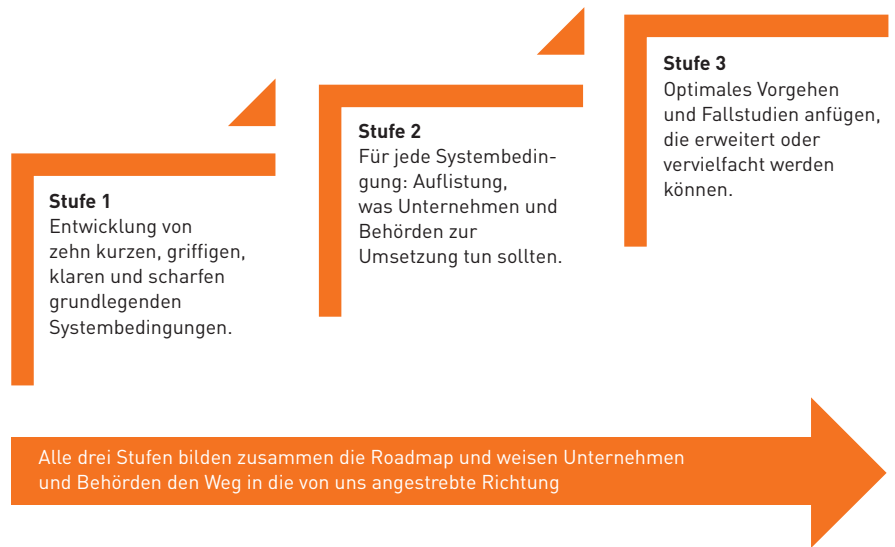 Stufe 1
Entwicklung von
zehn kurzen, griffigen,
klaren und scharfen
grundlegenden
Systembedingungen.
Stufe 2
Für jede Systembedin-
gung: Auflistung,
was Unternehmen und
Behörden zur
Umsetzung tun sollten.
Stufe 3
Optimales Vorgehen
und Fallstudien anfügen,
die erweitert oder
vervielfacht werden
können.
Alle drei Stufen bilden zusammen die Roadmap und weisen Unternehmen
und Behörden den Weg in die von uns angestrebte Richtung